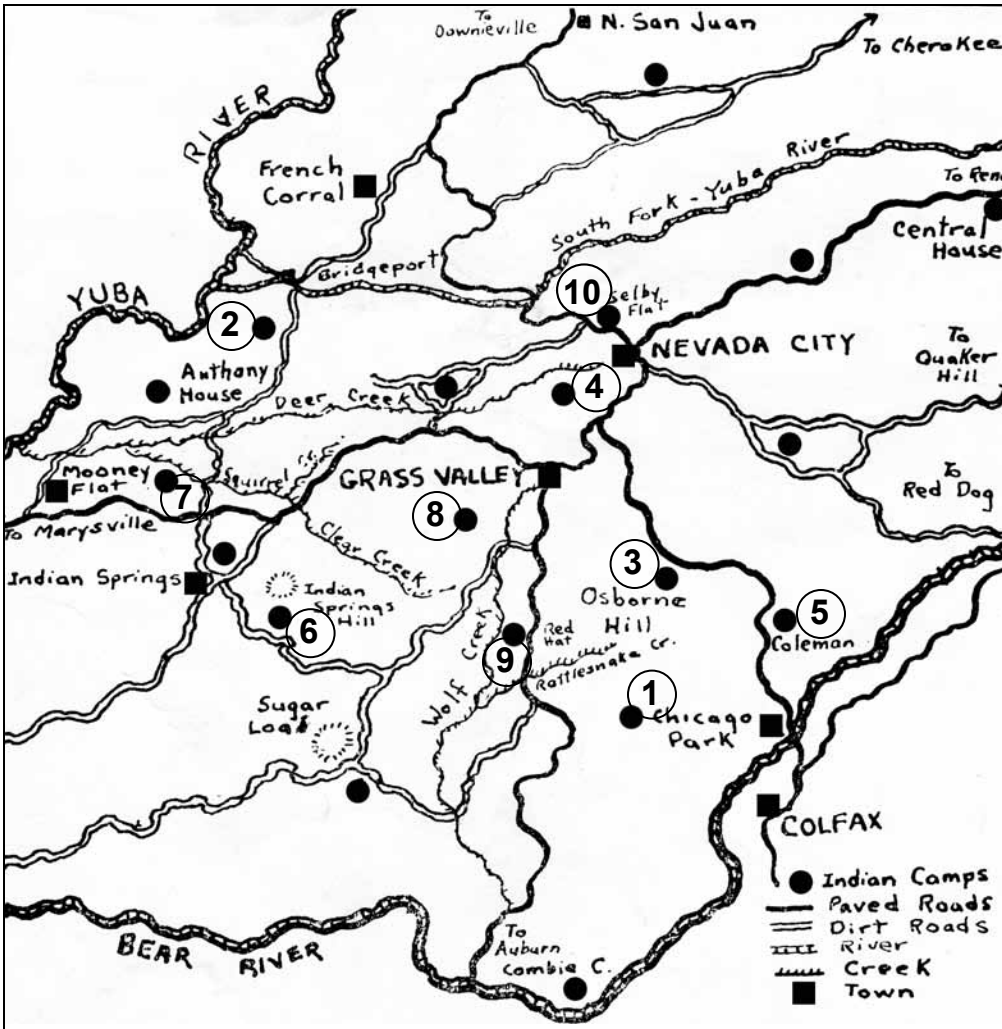 To
Downieville
N. San Juan
To Cherokee
RIVER
French
Corral
South Fork - Yuba River
Central
House
Bridgeport
YUBA
10
Selby
Flat
2
NEVADA CITY
To
Quaker
Hill
Anthony
House
4
Deer Creek
Mooney
Flat
Squirrel
GRASS VALLEY
To
Red Dog
7
8
To Marysville
Clear Creek
Indian Springs
Indian
Springs
Hill
3
Osborne
Hill
5
Coleman
6
Wolf Creek
Red
Hat
9
Rattlesnake Cr.
1
Chicago
Park
Sugar
Loaf
COLFAX
Indian Camps
Paved Roads
Dirt Roads
River
Creek
Town
BEAR RIVER
To
Auburn
Combia C.